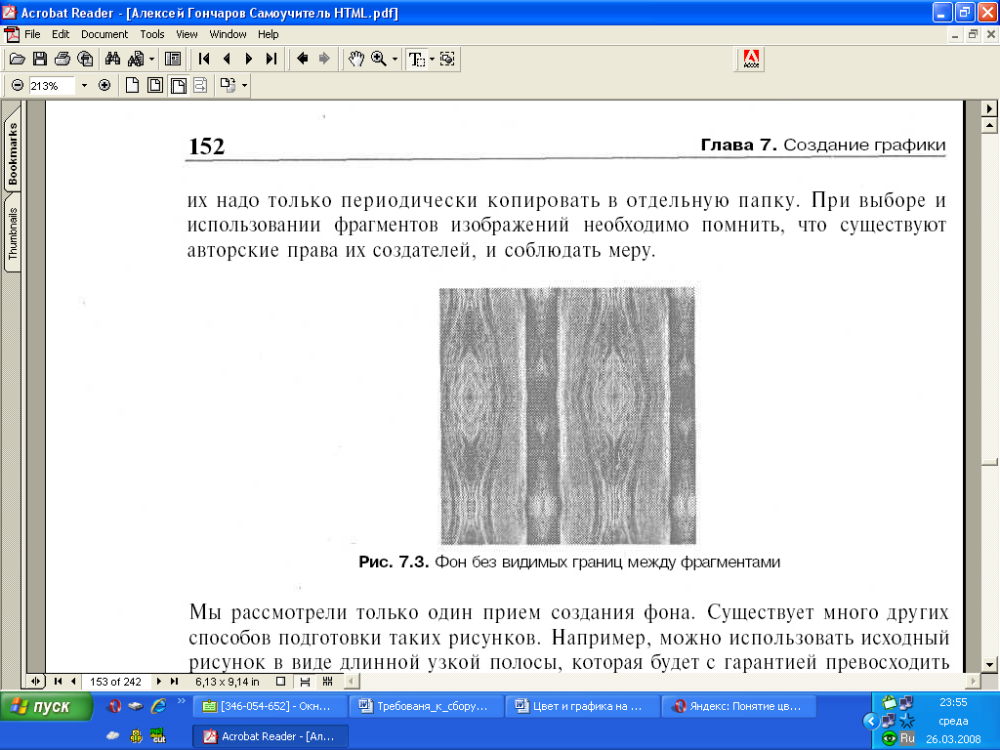 Acrobat Reader - [Алексей Гончаров Самоучитель HTML.pdf]
File Edit Document Tools View Window Help
Adobe
213%
Bookmarks
Thumbnails
152
Глава 7. Создание графики
их надо только периодически копировать в отдельную папку. При выборе и
использовании фрагментов изображений необходимо помнить, что существуют
авторские права их создателей, и соблюдать меру.
Рис. 7.3. Фон без видимых границ между фрагментами
Мы рассмотрели только один прием создания фона. Существует много других
способов подготовки таких рисунков. Например, можно использовать исходный
рисунок в виде длинной узкой полосы, которая будет с гарантией превосходить
153 of 242
6,13 x 9,14 in
пуск
[346-054-652] - Окн...
Требованя_к_сбору...
Цвет и графика на ...
Яндекс: Понятие цв...
Acrobat Reader - [Ал...
23:55
среда
Ru
26.03.2008